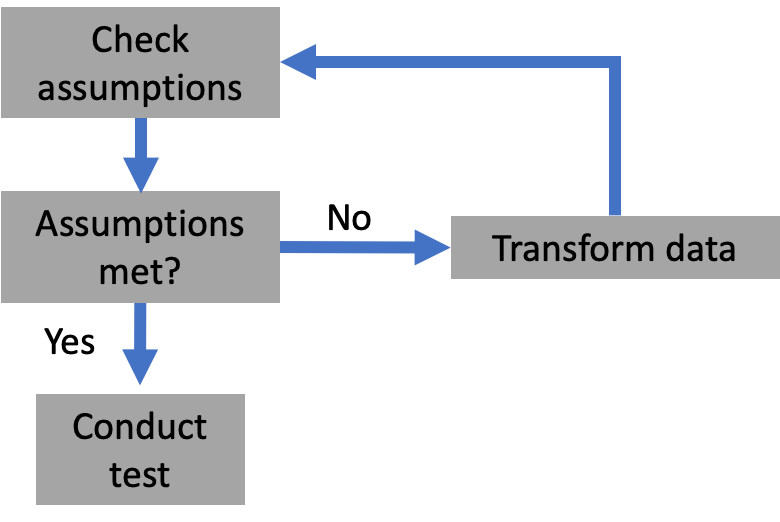 Check
assumptions
Assumptions
met?
No
Transform data
Yes
Conduct
test